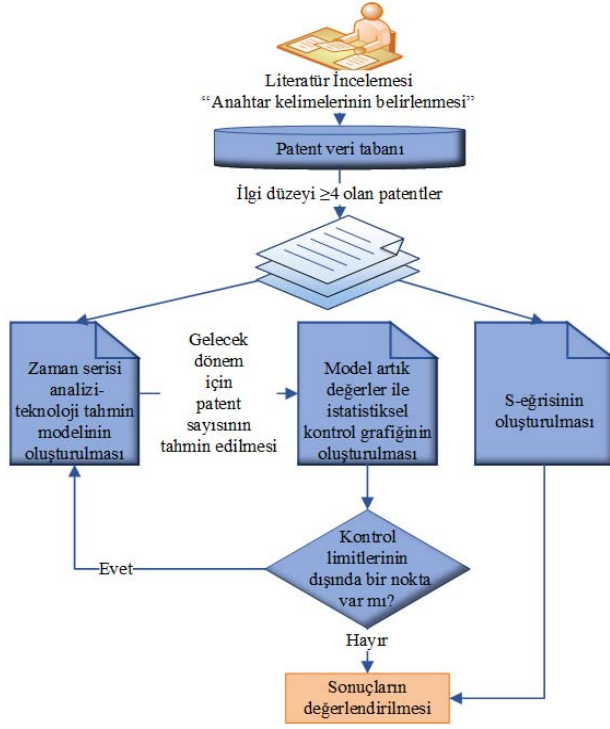 Literatür İncelemesi
“Anahtar kelimelerinin belirlenmesi”
Patent veri tabanı
İlgi düzeyi ≥4 olan patentler
Zaman serisi
analizi-
teknoloji tahmin
modelinin
oluşturulması
Gelecek
dönem
için
patent
sayısının
tahmin edilmesi
Model artık
değerler ile
istatistiksel
kontrol grafiğinin
oluşturulması
S-eğrisinin
oluşturulması
Kontrol
limitlerinin
dışında bir nokta
var mı?
Evet
Hayır
Sonuçların
değerlendirilmesi